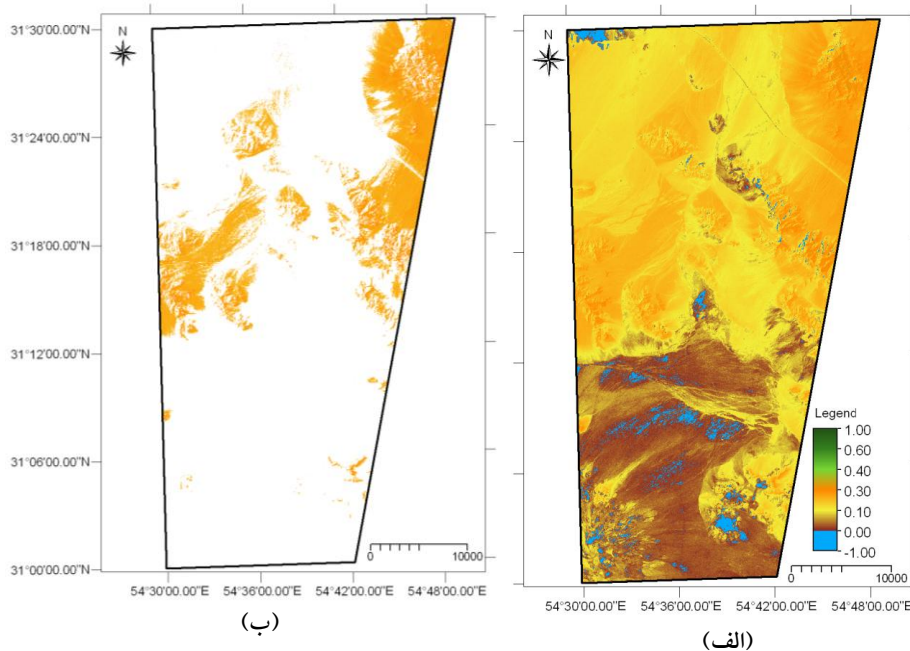 31°30'00.00"N
31°24'00.00"N
31°18'00.00"N
31°12'00.00"N
31°06'00.00"N
31°00'00.00"N
N
0
10000
54°30'00.00"E
54°36'00.00"E
54°42'00.00"E
54°48'00.00"E
(ب)
N
Legend
1.00
0.60
0.30
0.10
0.00
-1.00
0
10000
54°30'00.00"E
54°36'00.00"E
54°42'00.00"E
54°48'00.00"E
(الف)